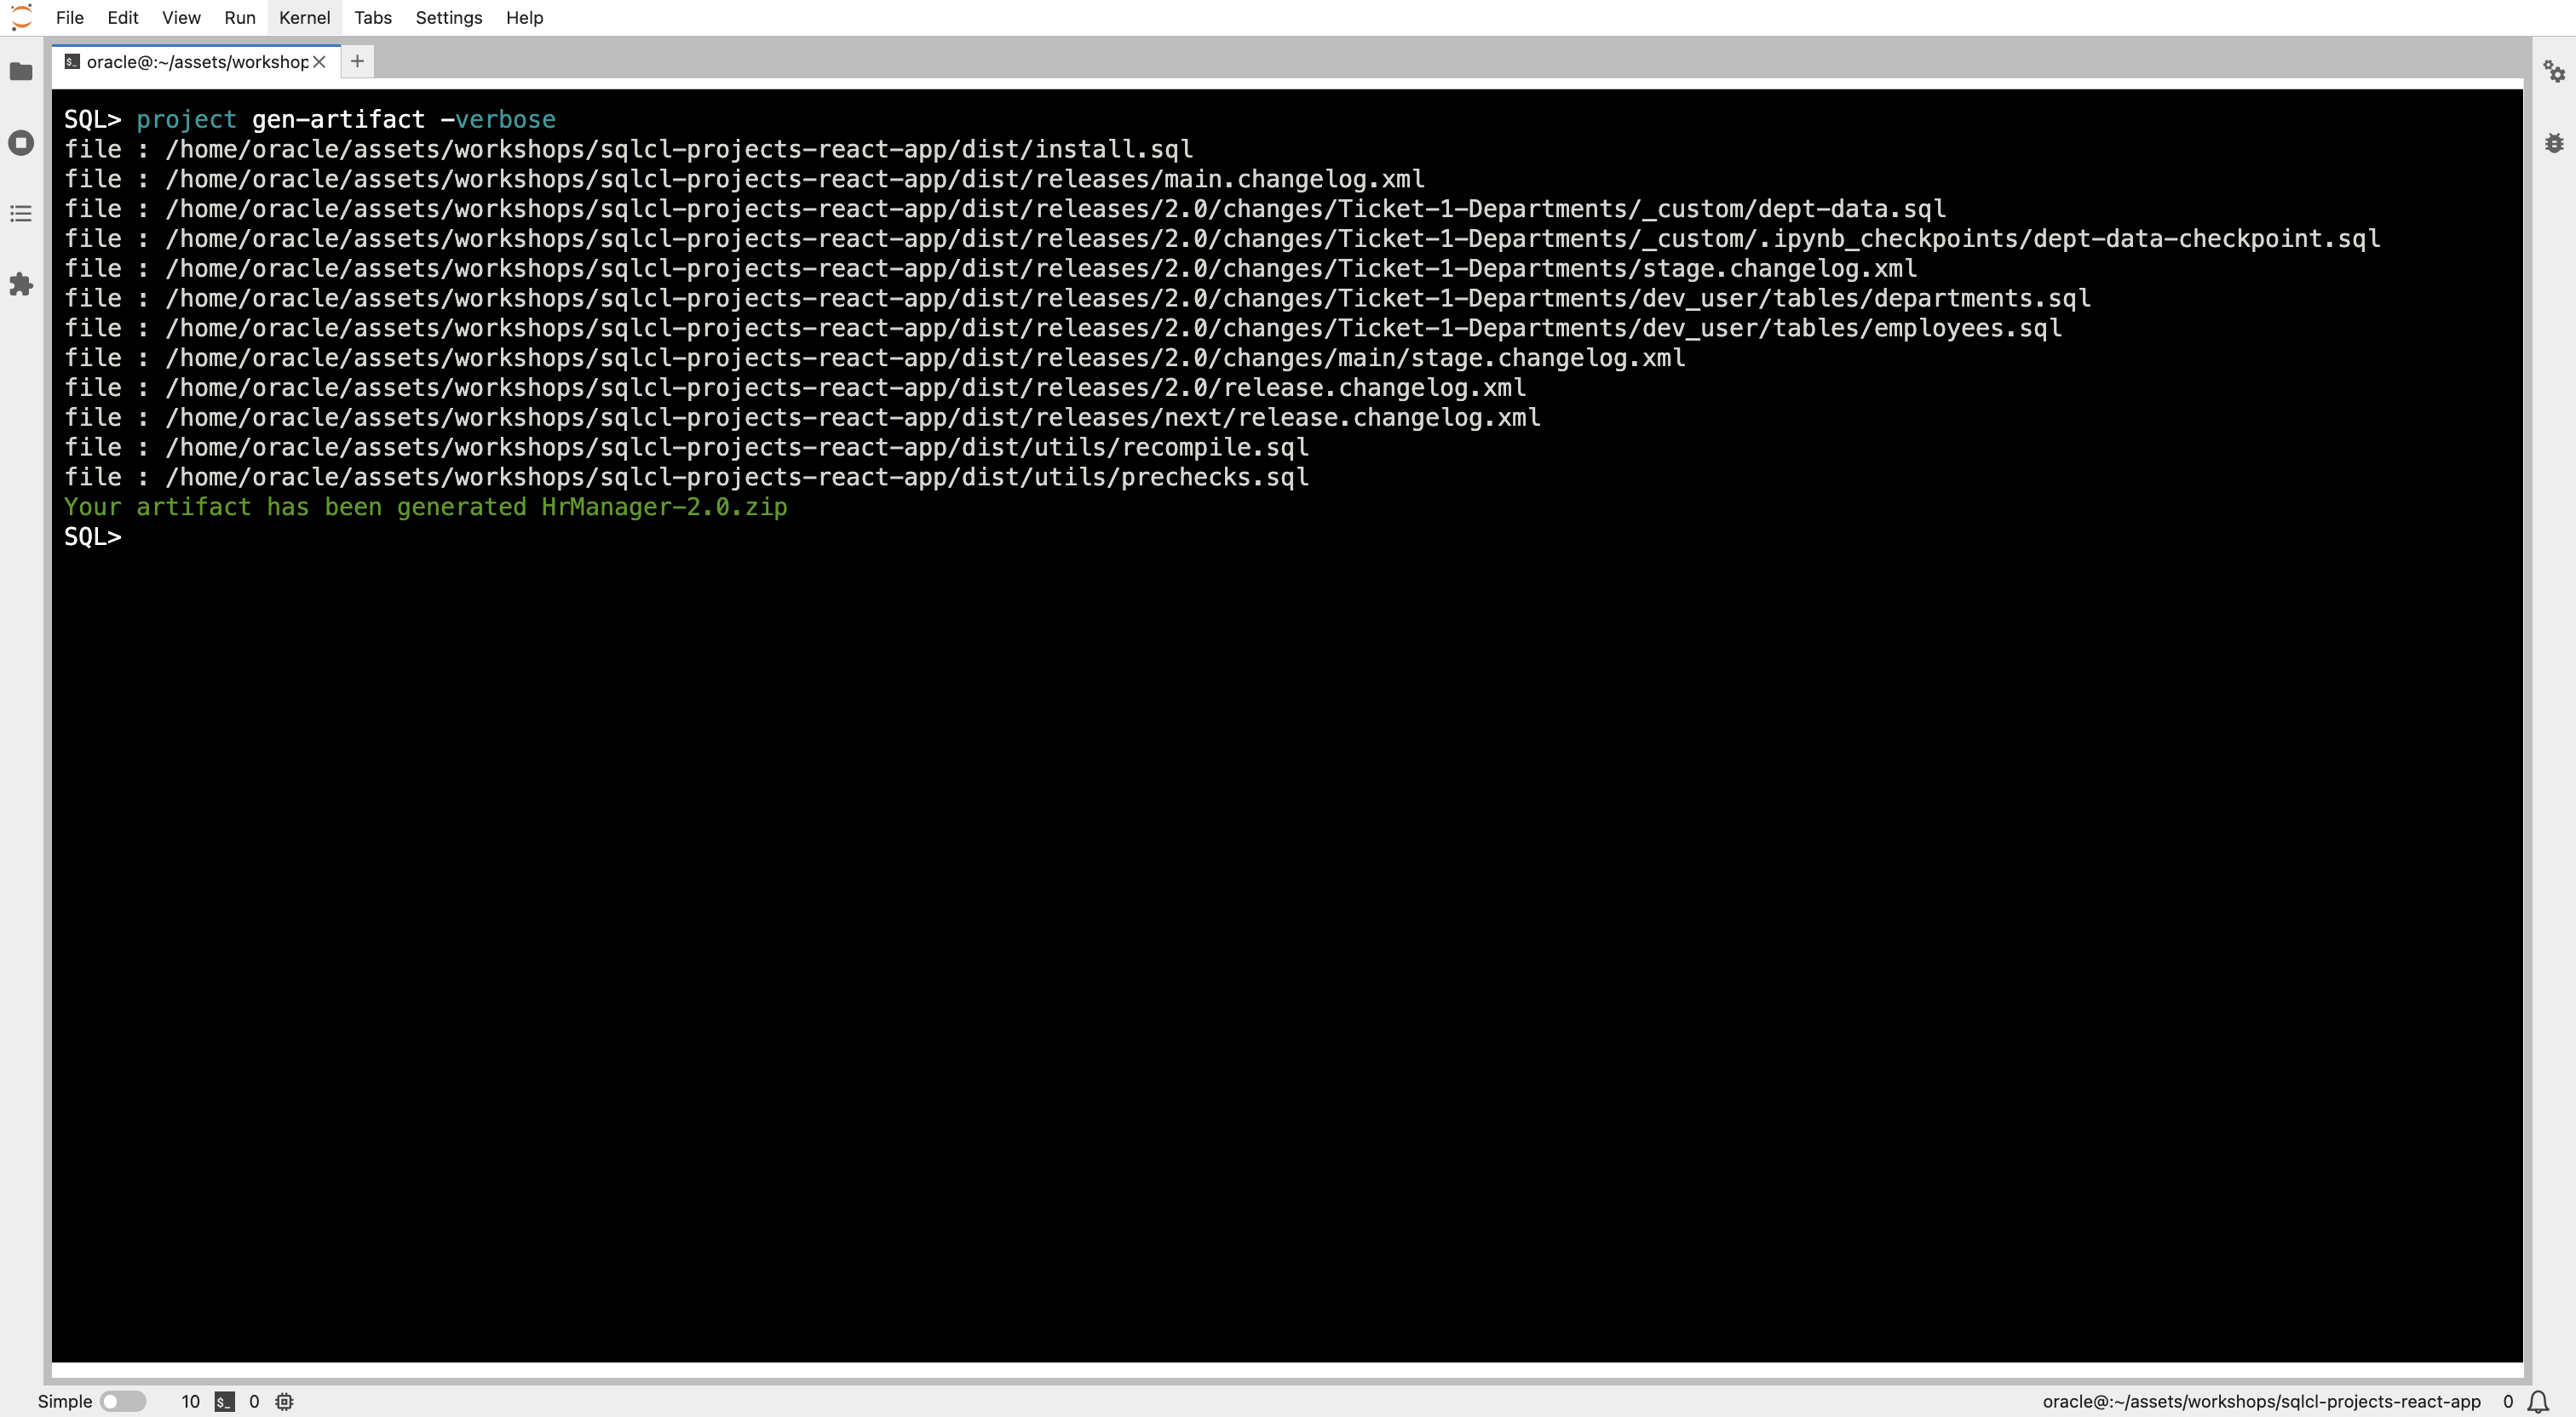 File Edit View Run Kernel Tabs Settings Help
oracle@:~/assets/workshop
SQL> project gen-artifact -verbose
file : /home/oracle/assets/workshops/sqlcl-projects-react-app/dist/install.sql
file : /home/oracle/assets/workshops/sqlcl-projects-react-app/dist/releases/main.changelog.xml
file : /home/oracle/assets/workshops/sqlcl-projects-react-app/dist/releases/2.0/changes/Ticket-1-Departments/_custom/dept-data.sql
file : /home/oracle/assets/workshops/sqlcl-projects-react-app/dist/releases/2.0/changes/Ticket-1-Departments/_custom/.ipynb_checkpoints/dept-data-checkpoint.sql
file : /home/oracle/assets/workshops/sqlcl-projects-react-app/dist/releases/2.0/changes/Ticket-1-Departments/stage.changelog.xml
file : /home/oracle/assets/workshops/sqlcl-projects-react-app/dist/releases/2.0/changes/Ticket-1-Departments/dev_user/tables/departments.sql
file : /home/oracle/assets/workshops/sqlcl-projects-react-app/dist/releases/2.0/changes/Ticket-1-Departments/dev_user/tables/employees.sql
file : /home/oracle/assets/workshops/sqlcl-projects-react-app/dist/releases/2.0/changes/main/stage.changelog.xml
file : /home/oracle/assets/workshops/sqlcl-projects-react-app/dist/releases/2.0/release.changelog.xml
file : /home/oracle/assets/workshops/sqlcl-projects-react-app/dist/releases/next/release.changelog.xml
file : /home/oracle/assets/workshops/sqlcl-projects-react-app/dist/utils/recompile.sql
file : /home/oracle/assets/workshops/sqlcl-projects-react-app/dist/utils/prechecks.sql
Your artifact has been generated HrManager-2.0.zip
SQL>
Simple 10 $_ 0 oracle@:~/assets/workshops/sqlcl-projects-react-app 0